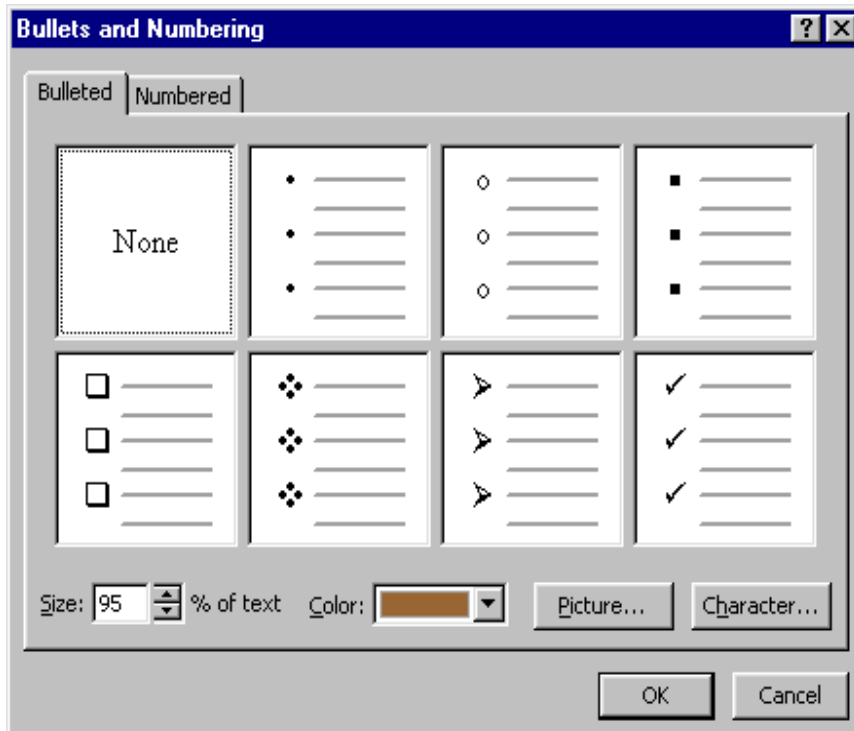 Bullets and Numbering
Bulleted Numbered
None
Size: 95 % of text Color: Picture... Character...
OK Cancel